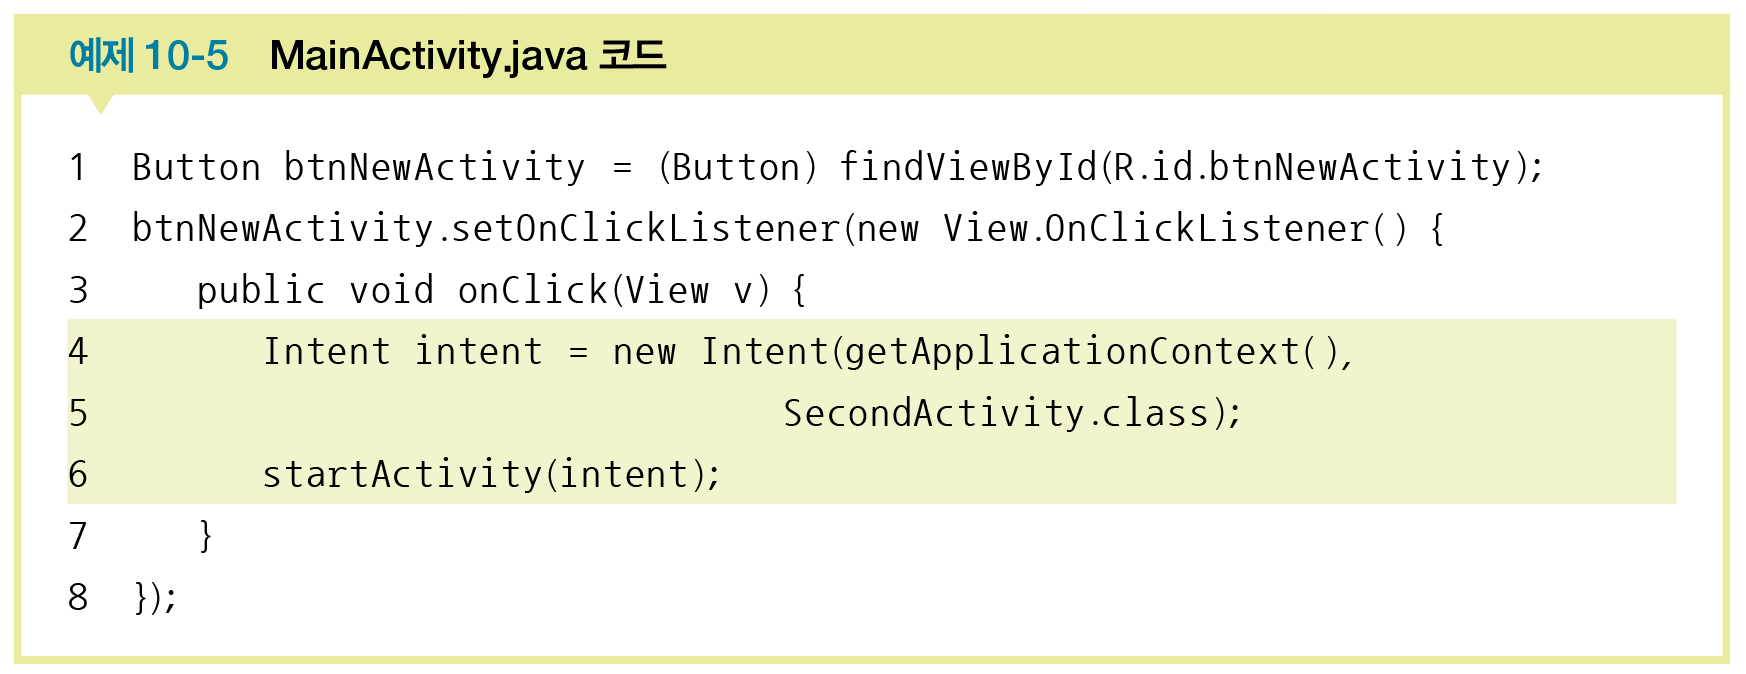 예제 10-5 MainActivity.java 코드
1 Button btnNewActivity = (Button) findViewById(R.id.btnNewActivity);
2 btnNewActivity.setOnClickListener(new View.OnClickListener() {
3 public void onClick(View v) {
4 Intent intent = new Intent(getApplicationContext(),
5 SecondActivity.class);
6 startActivity(intent);
7 }
8 });